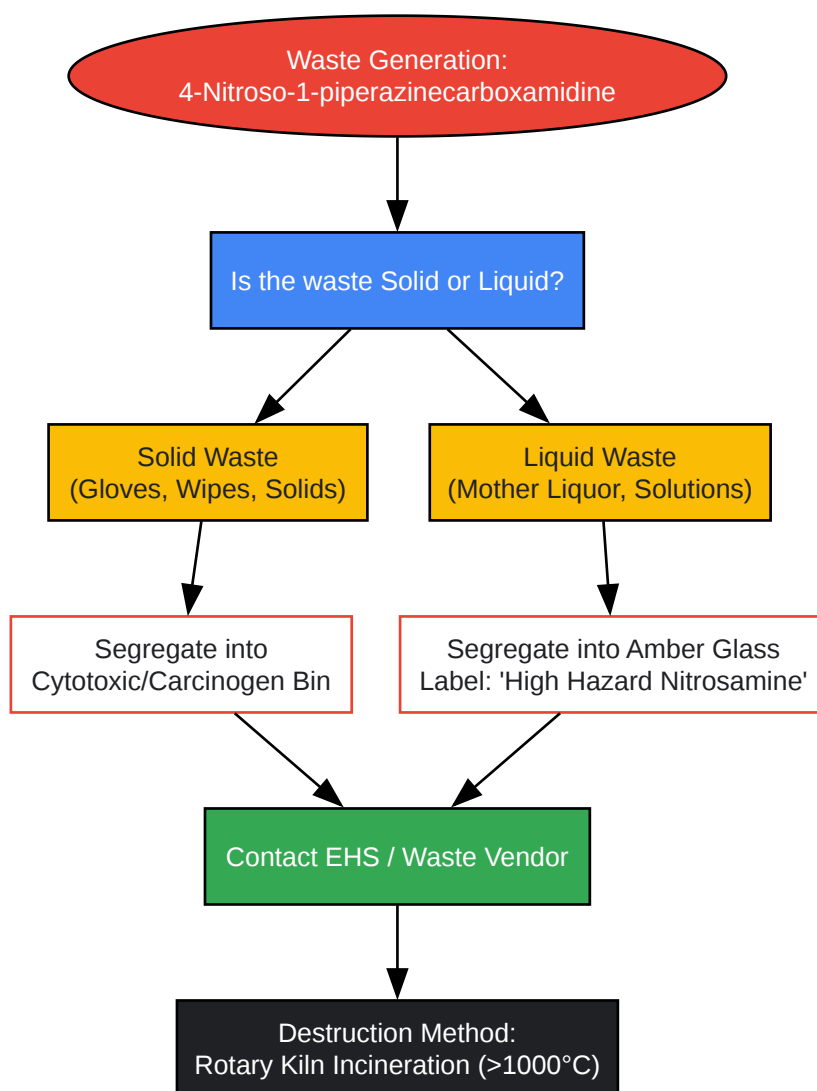 Waste Generation:
4-Nitroso-1-piperazinecarboxamidine
Is the waste Solid or Liquid?
Solid Waste
(Gloves, Wipes, Solids)
Liquid Waste
(Mother Liquor, Solutions)
Segregate into
Cytotoxic/Carcinogen Bin
Segregate into Amber Glass
Label: 'High Hazard Nitrosamine'
Contact EHS / Waste Vendor
Destruction Method:
Rotary Kiln Incineration (>1000°C)